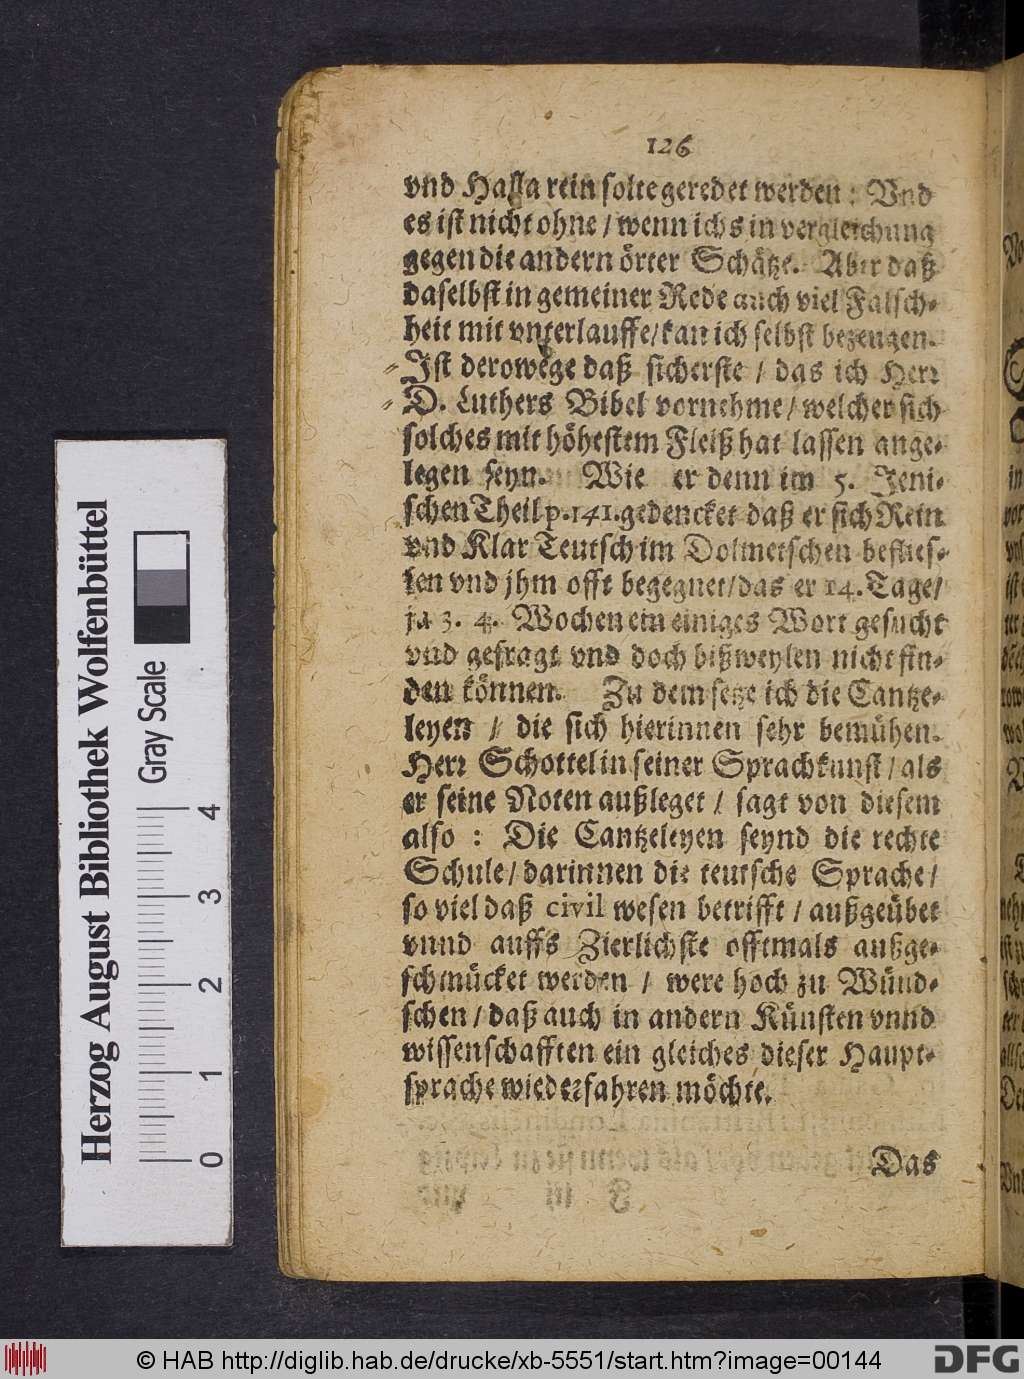 126
vnd Halla rein solte geredet werden: Vnd
es ist nicht ohne / wenn ichs in vergleichung
gegen die andern örter Schätze. Aber daß
daselbst in gemeiner Rede auch viel Falsch-
heit mit vnterlauffe/kan ich selbst bezeugen.
Ist derowege daß sicherste / das ich Herr
D. Luthers Bibel vornehme/welcher sich
solches mit höhestem Fleiß hat lassen ange-
legen seyn. Wie er denn im 5. Jeni-
schen Theil p.141. gedencket daß er sich Rein
vnd Klar Teutsch im Dolmetschen beflies-
sen vnd jhm offt begegnet/das er 14. Tage/
ja 3. 4. Wochen ein einiges Wort gesucht
vnd gefragt vnd doch bißweylen nicht fin-
den können. Zu dem setze ich die Cantze-
leyen / die sich hierinnen sehr bemühen.
Herr Schottel in seiner Sprachkunst/als
er seine Noten außleget / sagt von diesem
also : Die Cantzeleyen seynd die rechte
Schule/darinnen die teutsche Sprache/
so viel daß civil wesen betrifft / außgeübet
vnnd auffs Zierlichste offtmals außge-
schmücket werden / were hoch zu Wünd-
schen / daß auch in andern Künsten vnnd
wissenschafften ein gleiches dieser Haupt-
sprache wiederfahren möchte.
Das
Herzog August Bibliothek Wolfenbüttel
Gray Scale
0 1 2 3 4
© HAB http://diglib.hab.de/drucke/xb-5551/start.htm?image=00144
DFG